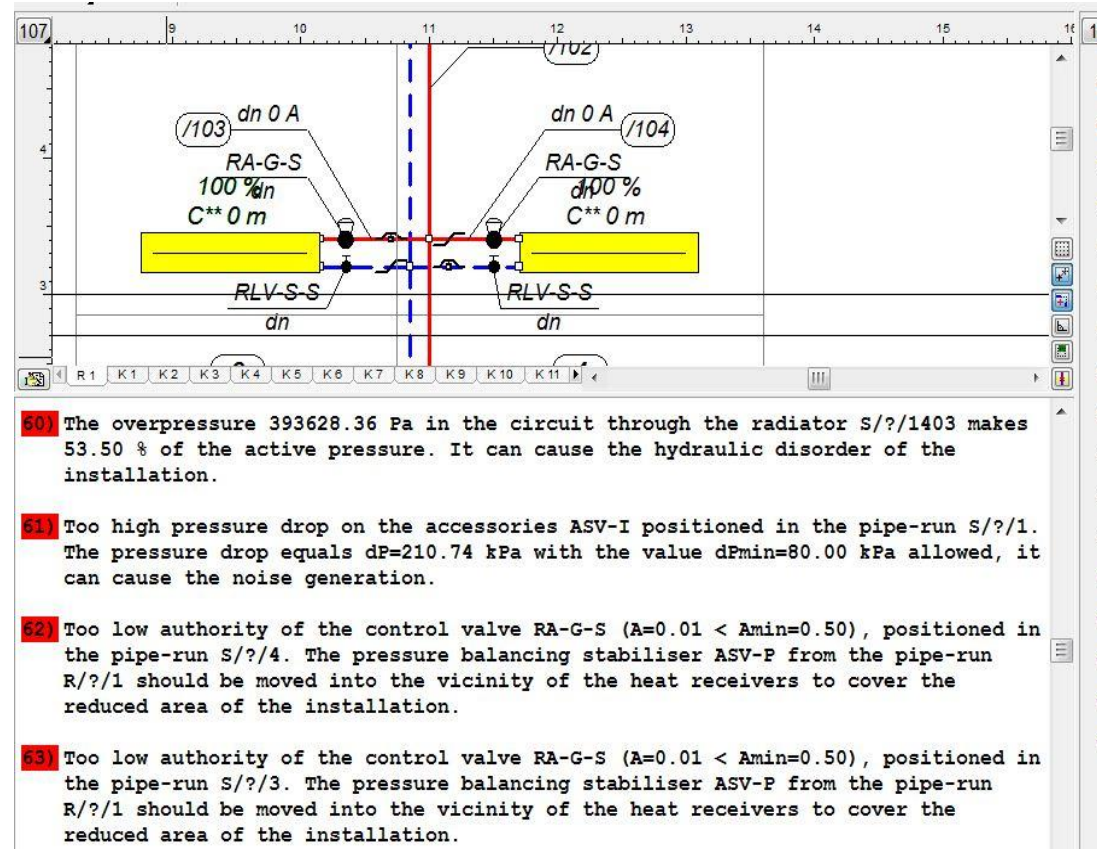 107
9 10 11 12 13 14 15 16 1
/102
dn 0 A dn 0 A
/103 /104
4
RA-G-S RA-G-S
100 % dn dn 100 %
C** 0 m C** 0 m
3
RLV-S-S RLV-S-S
dn dn
R 1 K 1 K 2 K 3 K 4 K 5 K 6 K 7 K 8 K 9 K 10 K 11
60) The overpressure 393628.36 Pa in the circuit through the radiator S/?/1403 makes
53.50 % of the active pressure. It can cause the hydraulic disorder of the
installation.
61) Too high pressure drop on the accessories ASV-I positioned in the pipe-run S/?/1.
The pressure drop equals dP=210.74 kPa with the value dPmin=80.00 kPa allowed, it
can cause the noise generation.
62) Too low authority of the control valve RA-G-S (A=0.01 < Amin=0.50), positioned in
the pipe-run S/?/4. The pressure balancing stabiliser ASV-P from the pipe-run
R/?/1 should be moved into the vicinity of the heat receivers to cover the
reduced area of the installation.
63) Too low authority of the control valve RA-G-S (A=0.01 < Amin=0.50), positioned in
the pipe-run S/?/3. The pressure balancing stabiliser ASV-P from the pipe-run
R/?/1 should be moved into the vicinity of the heat receivers to cover the
reduced area of the installation.